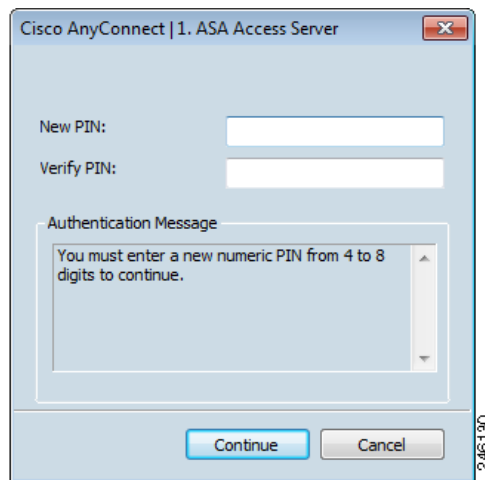 Cisco AnyConnect | 1. ASA Access Server
New PIN:
Verify PIN:
Authentication Message
You must enter a new numeric PIN from 4 to 8
digits to continue.
Continue
Cancel
346130